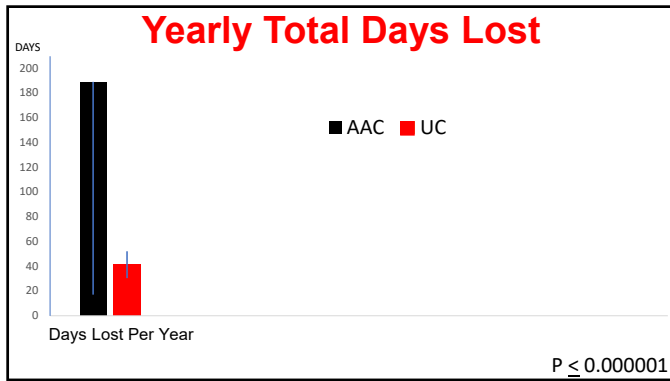 Yearly Total Days Lost
DAYS
200
180
160
140
120
100
80
60
40
20
0
AAC UC
Days Lost Per Year
P ≤ 0.000001